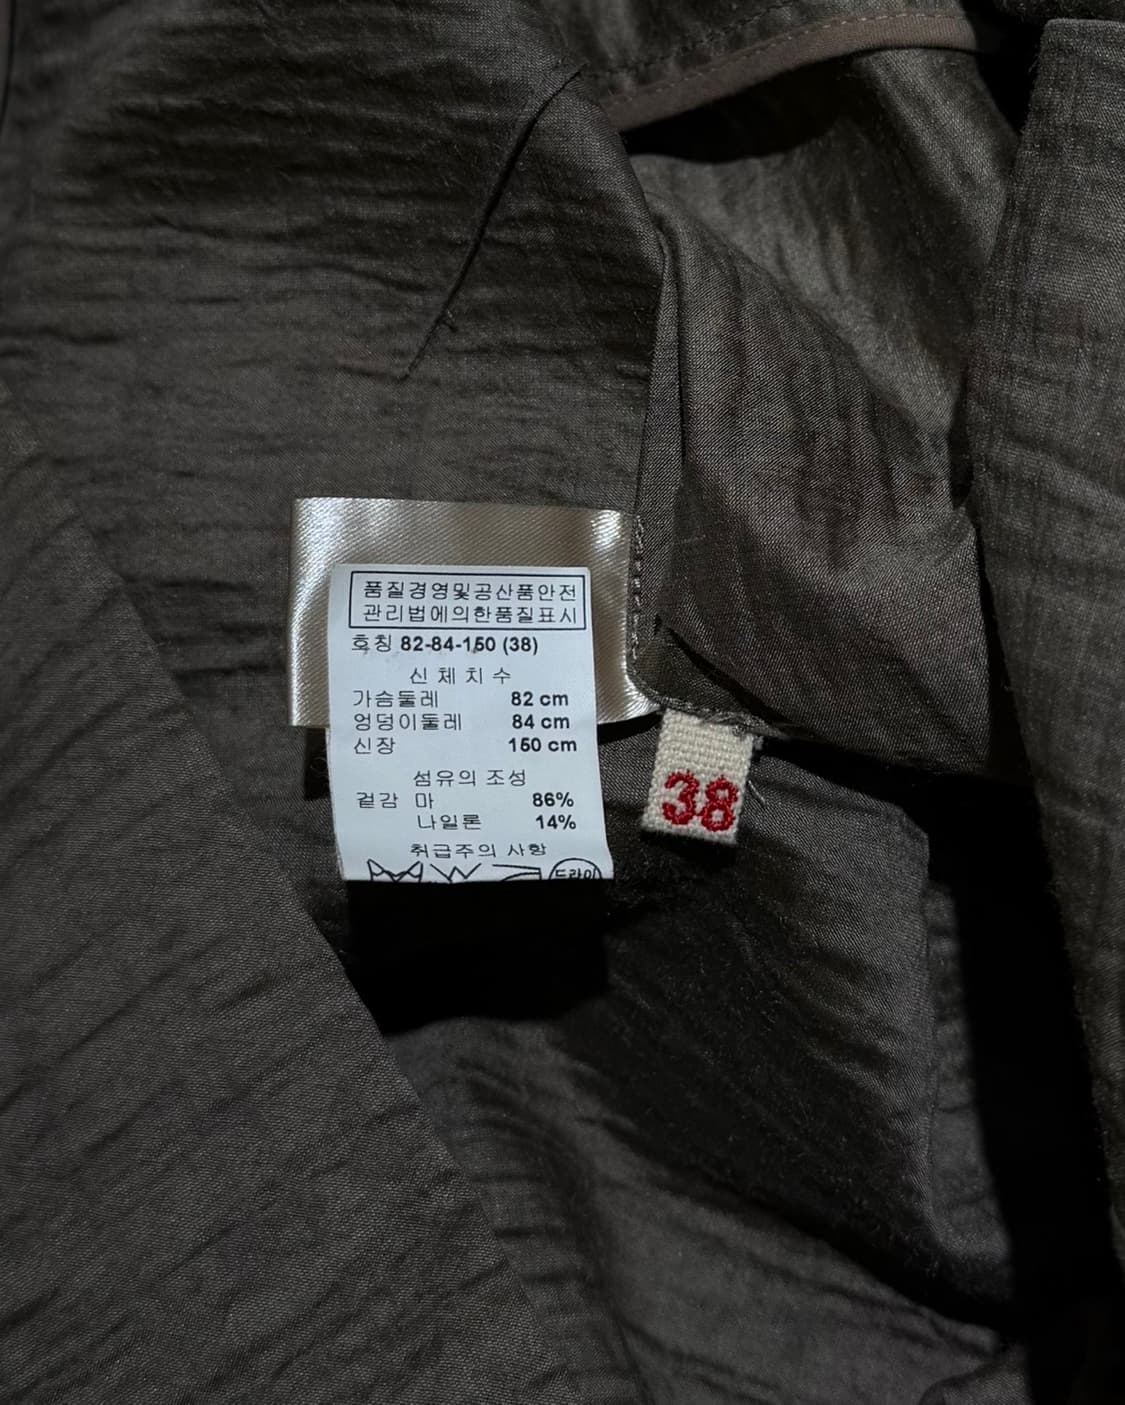 품질경영및공산품안전
관리법에의한품질표시
호칭 82-84-150 (38)
신체치수
가슴둘레 82 cm
엉덩이둘레 84 cm
신장 150 cm
섬유의 조성
겉감 마 86%
나일론 14%
취급주의 사항
드라이
38